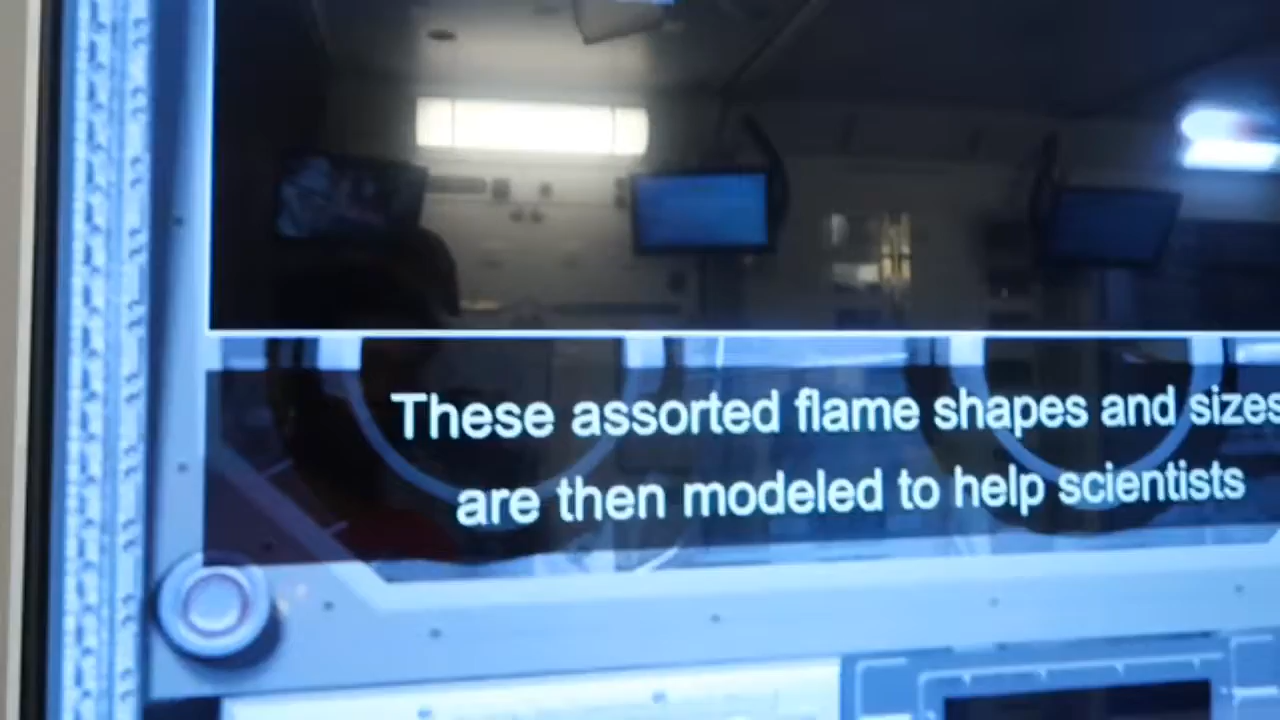 These assorted flame shapes and sizes
are then modeled to help scientists